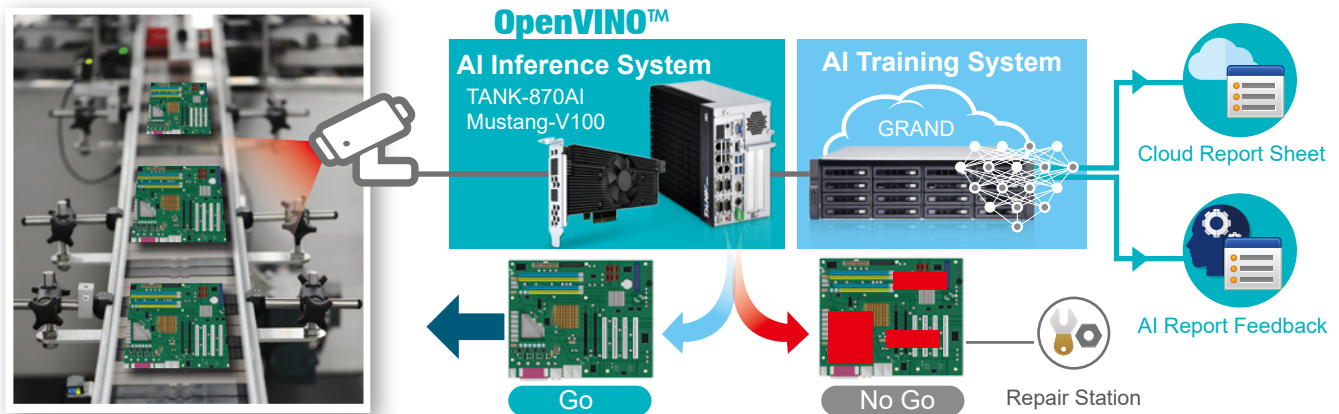 OpenVINO™
AI Inference System
TANK-870AI
Mustang-V100
AI Training System
GRAND
TANK
Cloud Report Sheet
AI Report Feedback
Go
No Go
Repair Station